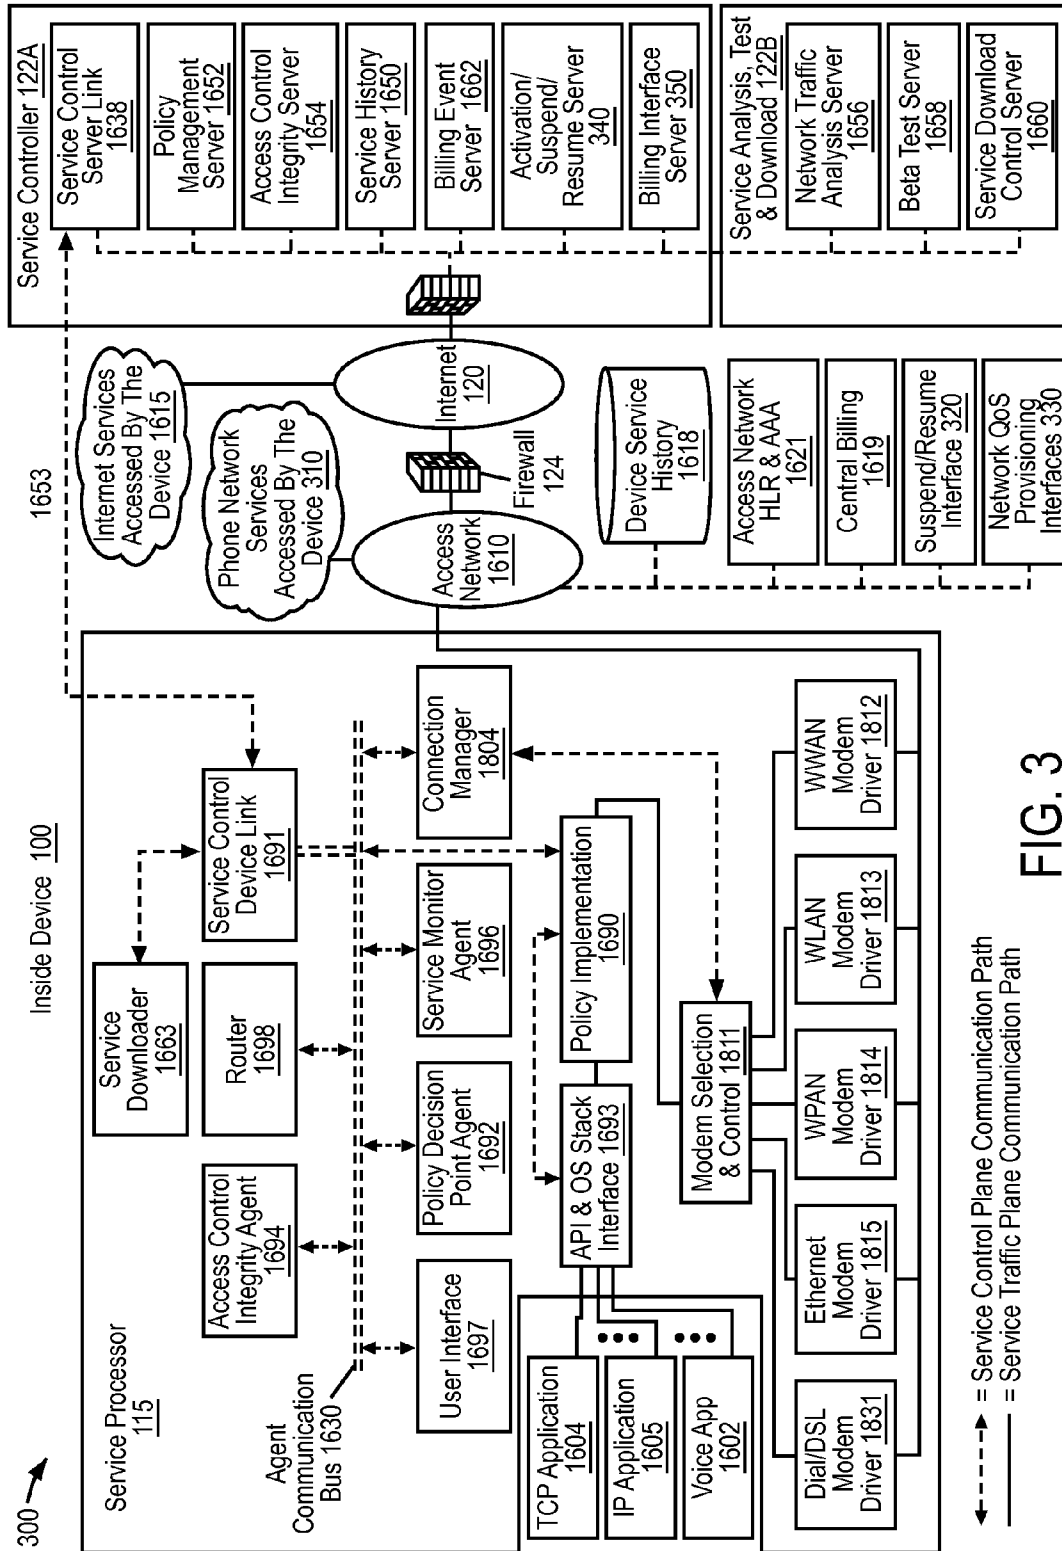 300
Inside Device 100
Service Processor
115
Access Control
Integrity Agent
1694
Router
1698
Service
Downloader
1663
Service Control
Device Link
1691
1653
Agent
Communication
Bus 1630
User Interface
1697
Policy Decision
Point Agent
1692
Service Monitor
Agent
1696
Connection
Manager
1804
TCP Application
1604
IP Application
1605
Voice App
1602
API & OS Stack
Interface 1693
Policy Implementation
1690
Modem Selection
& Control 1811
Dial/DSL
Modem
Driver 1831
Ethernet
Modem
Driver 1815
WPAN
Modem
Driver 1814
WLAN
Modem
Driver 1813
WWAN
Modem
Driver 1812
Internet Services
Accessed By The
Device 1615
Phone Network
Services
Accessed By The
Device 310
Access
Network
1610
Firewall
124
Internet
120
Device Service
History
1618
Access Network
HLR & AAA
1621
Central Billing
1619
Suspend/Resume
Interface 320
Network QoS
Provisioning
Interfaces 330
Service Controller 122A
Service Control
Server Link
1638
Policy
Management
Server 1652
Access Control
Integrity Server
1654
Service History
Server 1650
Billing Event
Server 1662
Activation/
Suspend/
Resume Server
340
Billing Interface
Server 350
Service Analysis, Test
& Download 122B
Network Traffic
Analysis Server
1656
Beta Test Server
1658
Service Download
Control Server
1660
= Service Control Plane Communication Path
= Service Traffic Plane Communication Path
FIG. 3